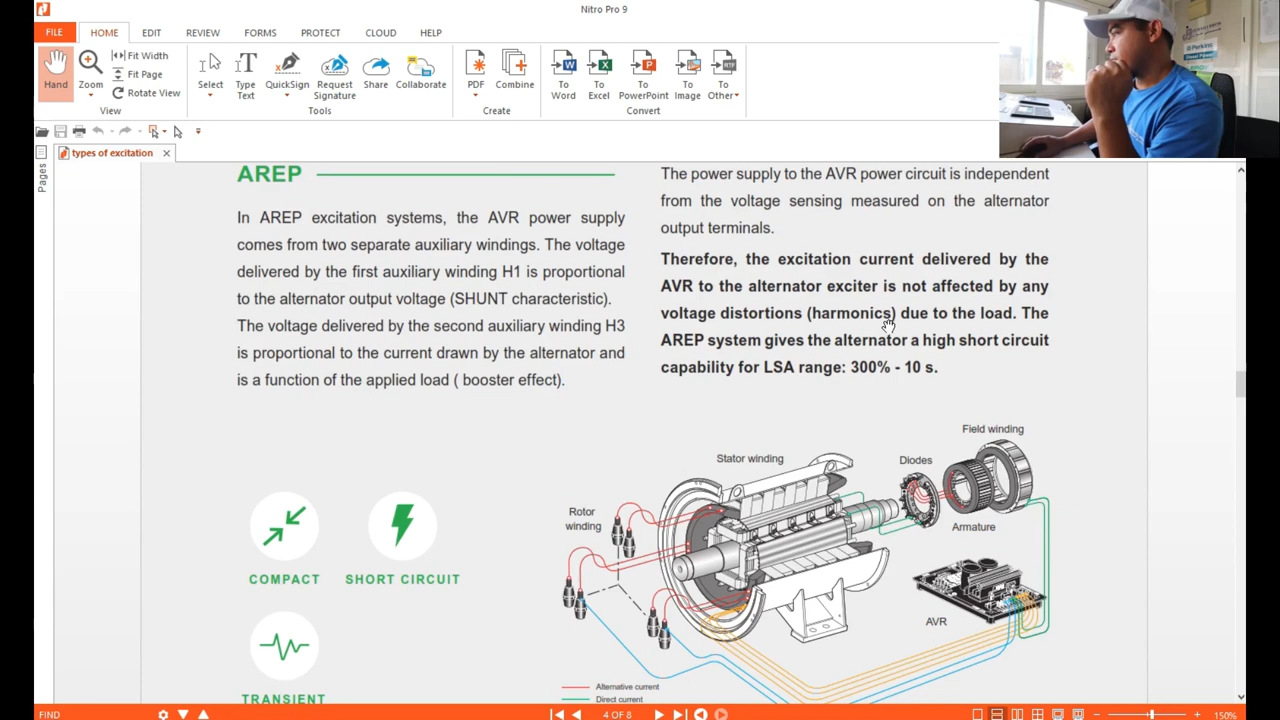 Nitro Pro 9
FILE
HOME
EDIT
REVIEW
FORMS
PROTECT
CLOUD
HELP
Hand
Zoom
Fit Width
Fit Page
Rotate View
View
Select
Type Text
QuickSign
Request Signature
Share
Collaborate
Tools
PDF
Combine
Create
To Word
To Excel
To PowerPoint
To Image
To Other
Convert
Perkins
types of excitation
Pages
AREP
In AREP excitation systems, the AVR power supply
comes from two separate auxiliary windings. The voltage
delivered by the first auxiliary winding H1 is proportional
to the alternator output voltage (SHUNT characteristic).
The voltage delivered by the second auxiliary winding H3
is proportional to the current drawn by the alternator and
is a function of the applied load ( booster effect).
The power supply to the AVR power circuit is independent
from the voltage sensing measured on the alternator
output terminals.
Therefore, the excitation current delivered by the
AVR to the alternator exciter is not affected by any
voltage distortions (harmonics) due to the load. The
AREP system gives the alternator a high short circuit
capability for LSA range: 300% - 10 s.
COMPACT
SHORT CIRCUIT
TRANSIENT
Field winding
Stator winding
Diodes
Rotor
winding
Armature
AVR
Alternative current
Direct current
FIND
4 OF 8
150%